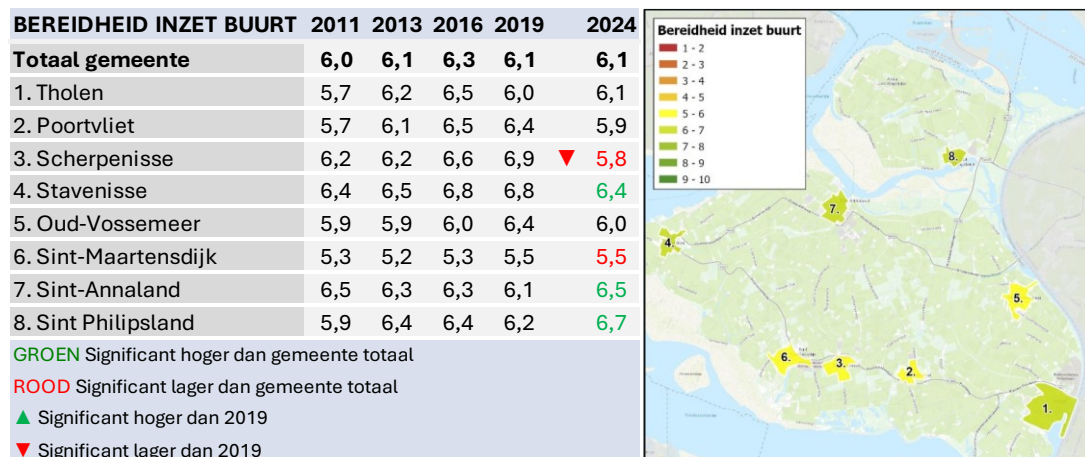 BEREIDHEID INZET BUURT 2011 2013 2016 2019 2024
Totaal gemeente 6,0 6,1 6,3 6,1 6,1
1. Tholen 5,7 6,2 6,5 6,0 6,1
2. Poortvliet 5,7 6,1 6,5 6,4 5,9
3. Scherpenisse 6,2 6,2 6,6 6,9 ▼ 5,8
4. Stavenisse 6,4 6,5 6,8 6,8 6,4
5. Oud-Vossemeer 5,9 5,9 6,0 6,4 6,0
6. Sint-Maartensdijk 5,3 5,2 5,3 5,5 5,5
7. Sint-Annaland 6,5 6,3 6,3 6,1 6,5
8. Sint Philipsland 5,9 6,4 6,4 6,2 6,7
GROEN Significant hoger dan gemeente totaal
ROOD Significant lager dan gemeente totaal
▲ Significant hoger dan 2019
▼ Significant lager dan 2019
Bereidheid inzet buurt
1 - 2
2 - 3
3 - 4
4 - 5
5 - 6
6 - 7
7 - 8
8 - 9
9 - 10
8.
7.
4.
5.
6.
3.
2.
1.